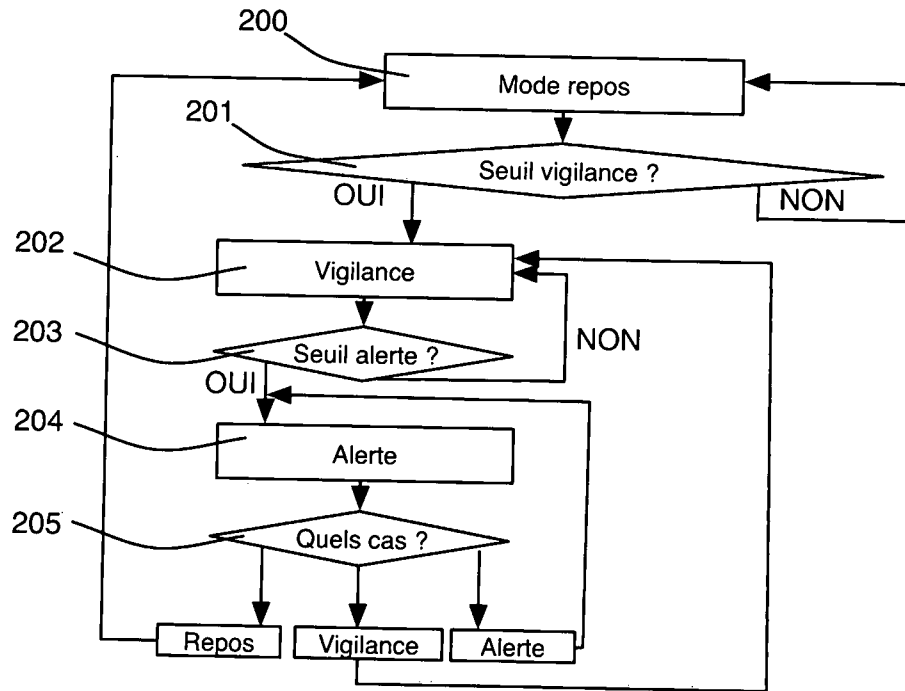 200
Mode repos
201
Seuil vigilance ?
OUI
NON
202
Vigilance
203
Seuil alerte ?
NON
OUI
204
Alerte
205
Quels cas ?
Repos
Vigilance
Alerte